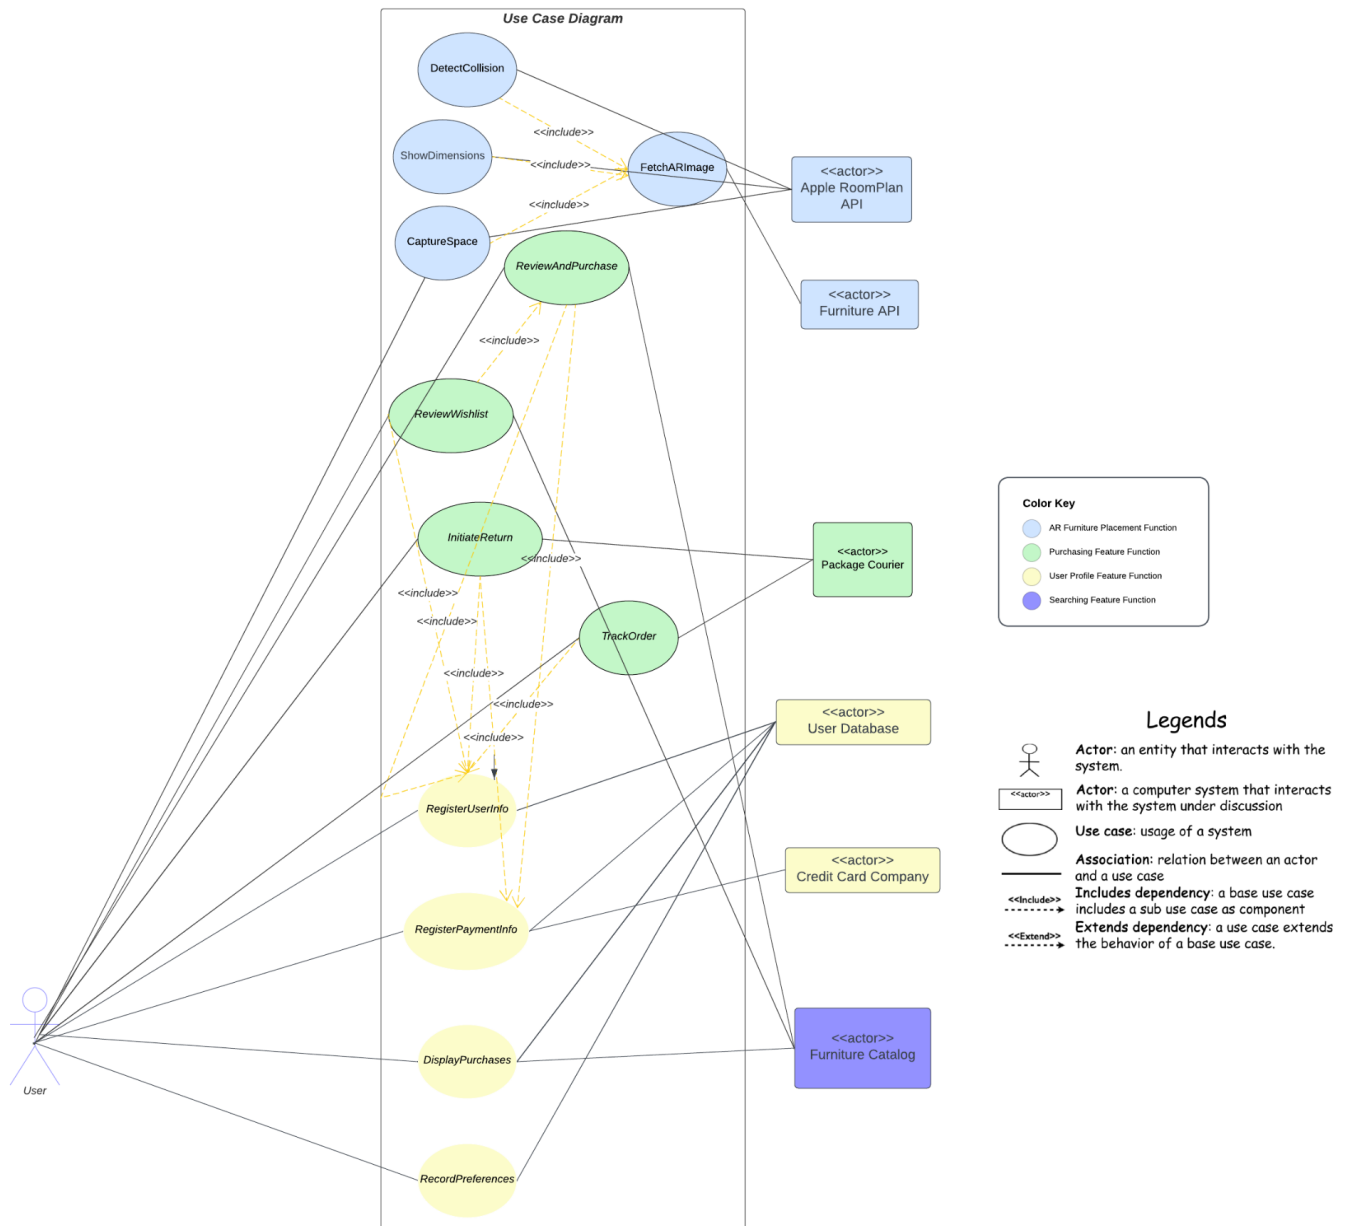 Use Case Diagram
DetectCollision
<<include>>
ShowDimensions
<<include>>
FetchARImage
<<actor>>
Apple RoomPlan
API
<<include>>
CaptureSpace
ReviewAndPurchase
<<actor>>
Furniture API
<<include>>
ReviewWishlist
InitiateReturn
<<include>>
<<actor>>
Package Courier
<<include>>
<<include>>
TrackOrder
<<include>>
<<include>>
<<include>>
<<actor>>
User Database
RegisterUserInfo
<<actor>>
Credit Card Company
RegisterPaymentInfo
<<actor>>
Furniture Catalog
DisplayPurchases
User
RecordPreferences
Color Key
AR Furniture Placement Function
Purchasing Feature Function
User Profile Feature Function
Searching Feature Function
Legends
Actor: an entity that interacts with the
system.
<<actor>>
Actor: a computer system that interacts
with the system under discussion
Use case: usage of a system
Association: relation between an actor
and a use case
<<Include>>
Includes dependency: a base use case
includes a sub use case as component
<<Extend>>
Extends dependency: a use case extends
the behavior of a base use case.